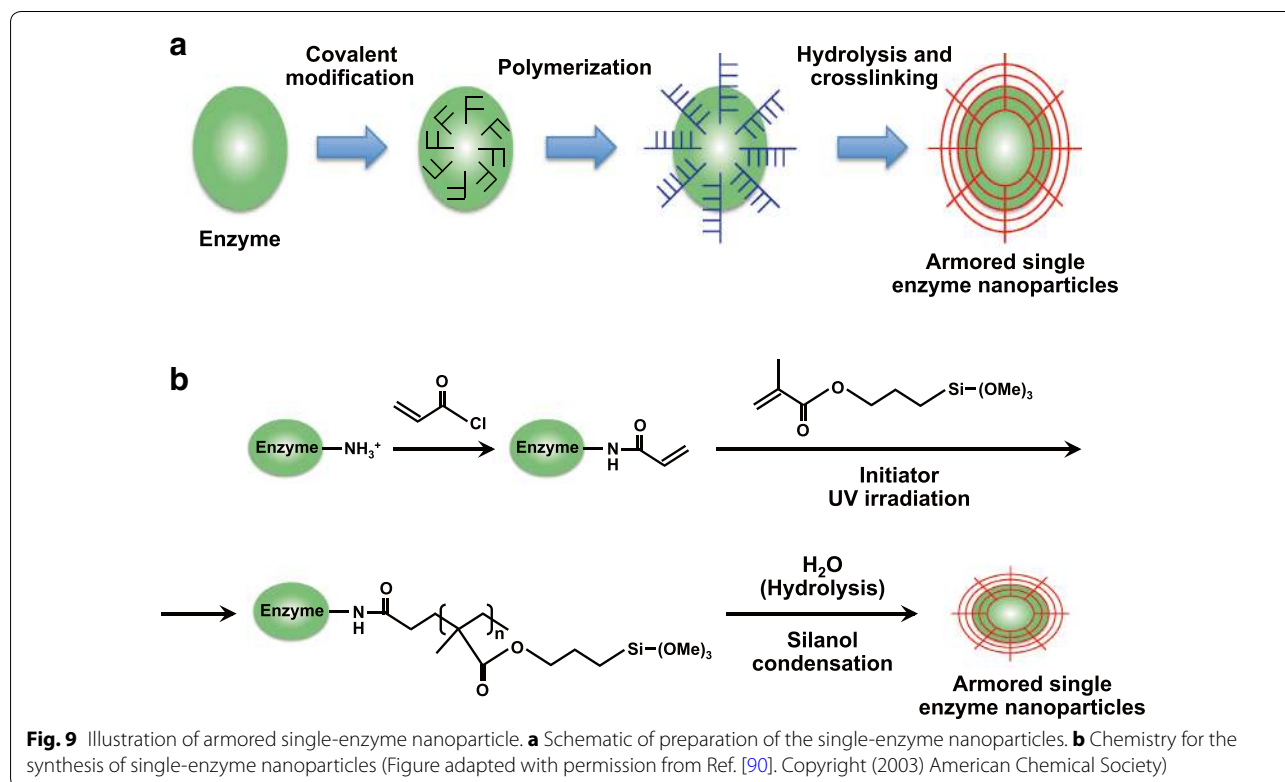 a
Covalent
modification
Polymerization
Hydrolysis and
crosslinking
Enzyme
Armored single
enzyme nanoparticles
b
O
Cl
Enzyme
NH₃⁺
Enzyme
N
H
O
O
O
Si
(OMe)₃
Initiator
UV irradiation
Enzyme
N
H
O
n
O
O
Si
(OMe)₃
H₂O
(Hydrolysis)
Silanol
condensation
Armored single
enzyme nanoparticles
Fig. 9 Illustration of armored single-enzyme nanoparticle. a Schematic of preparation of the single-enzyme nanoparticles. b Chemistry for the
synthesis of single-enzyme nanoparticles (Figure adapted with permission from Ref. [90]. Copyright (2003) American Chemical Society)